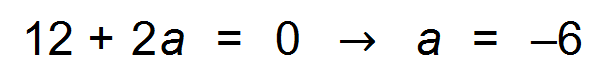 12 + 2a = 0 → a = –6